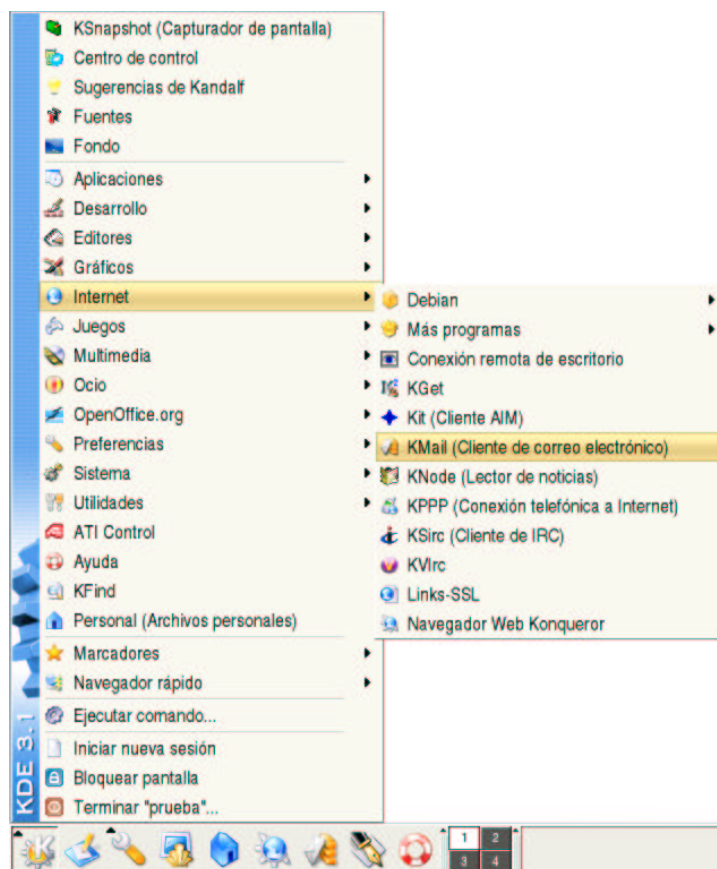 KSnapshot (Capturador de pantalla)
Centro de control
Sugerencias de Kandalf
Fuentes
Fondo
Aplicaciones
Desarrollo
Editores
Gráficos
Internet
Juegos
Multimedia
Ocio
OpenOffice.org
Preferencias
Sistema
Utilidades
ATI Control
Ayuda
KFind
Personal (Archivos personales)
Marcadores
Navegador rápido
Ejecutar comando...
Iniciar nueva sesión
Bloquear pantalla
Terminar "prueba"...
KDE 3.1
Debian
Más programas
Conexión remota de escritorio
KGet
Kit (Cliente AIM)
KMail (Cliente de correo electrónico)
KNode (Lector de noticias)
KPPP (Conexión telefónica a Internet)
KSirc (Cliente de IRC)
KVIrc
Links-SSL
Navegador Web Konqueror
1 2
3 4